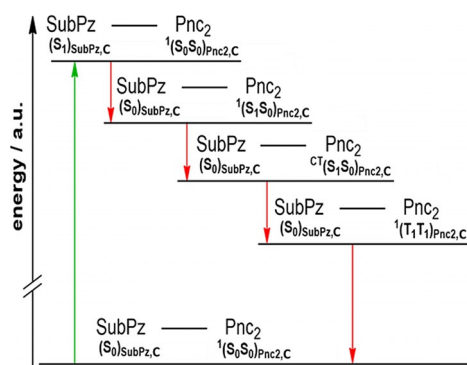 SubPz — Pnc₂
(S₁)SubPz,C ¹(S₀S₀)Pnc2,C
SubPz — Pnc₂
(S₀)SubPz,C ¹(S₁S₀)Pnc2,C
SubPz — Pnc₂
(S₀)SubPz,C CT(S₁S₀)Pnc2,C
SubPz — Pnc₂
(S₀)SubPz,C ¹(T₁T₁)Pnc2,C
SubPz — Pnc₂
(S₀)SubPz,C ¹(S₀S₀)Pnc2,C
energy / a.u.